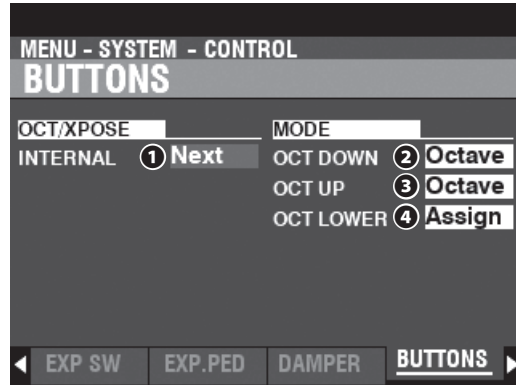 MENU - SYSTEM - CONTROL
BUTTONS
OCT/XPOSE
INTERNAL 1 Next
MODE
OCT DOWN 2 Octave
OCT UP 3 Octave
OCT LOWER 4 Assign
EXP SW EXP.PED DAMPER BUTTONS